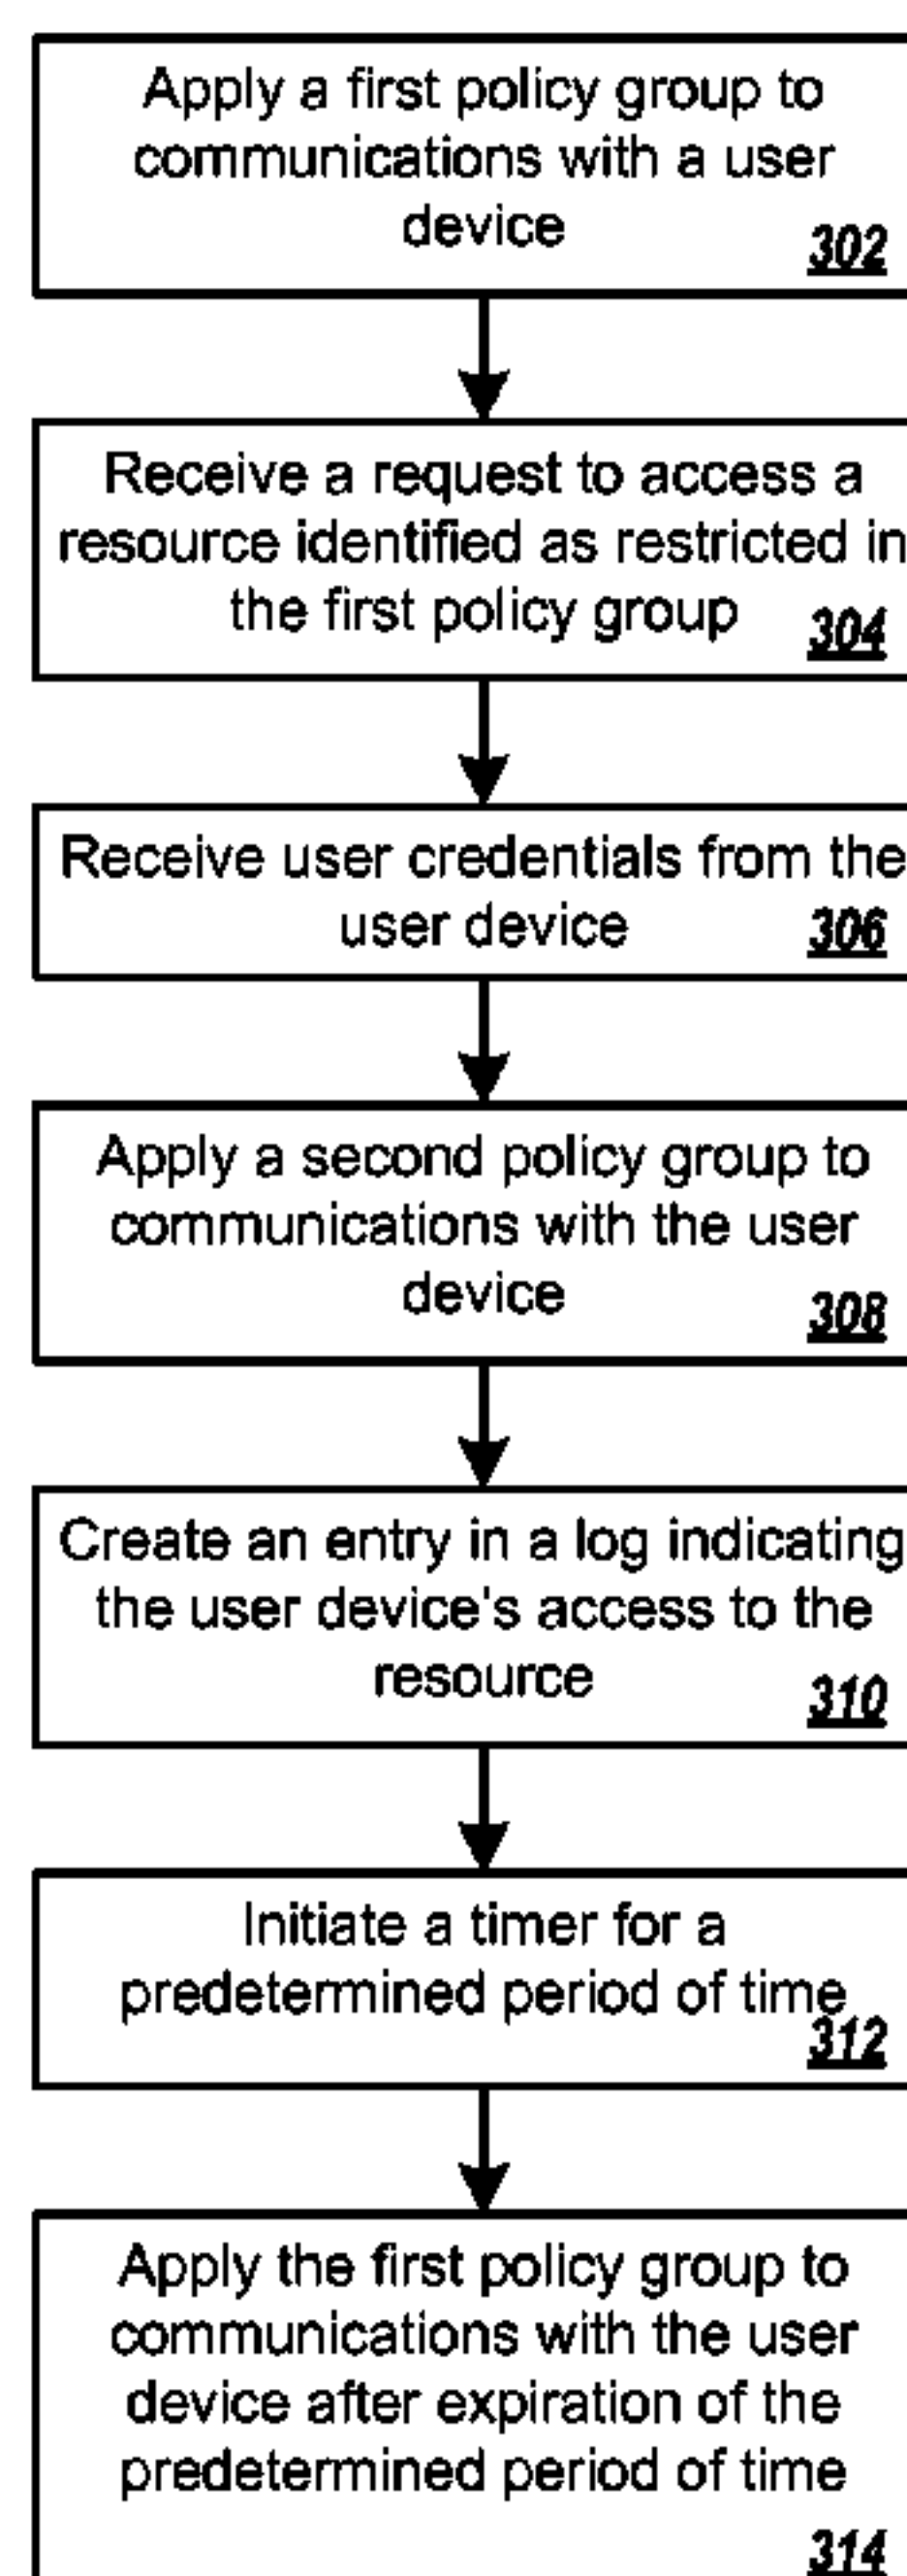 Apply a first policy group to
communications with a user
device
302
Receive a request to access a
resource identified as restricted in
the first policy group
304
Receive user credentials from the
user device
306
Apply a second policy group to
communications with the user
device
308
Create an entry in a log indicating
the user device's access to the
resource
310
Initiate a timer for a
predetermined period of time
312
Apply the first policy group to
communications with the user
device after expiration of the
predetermined period of time
314